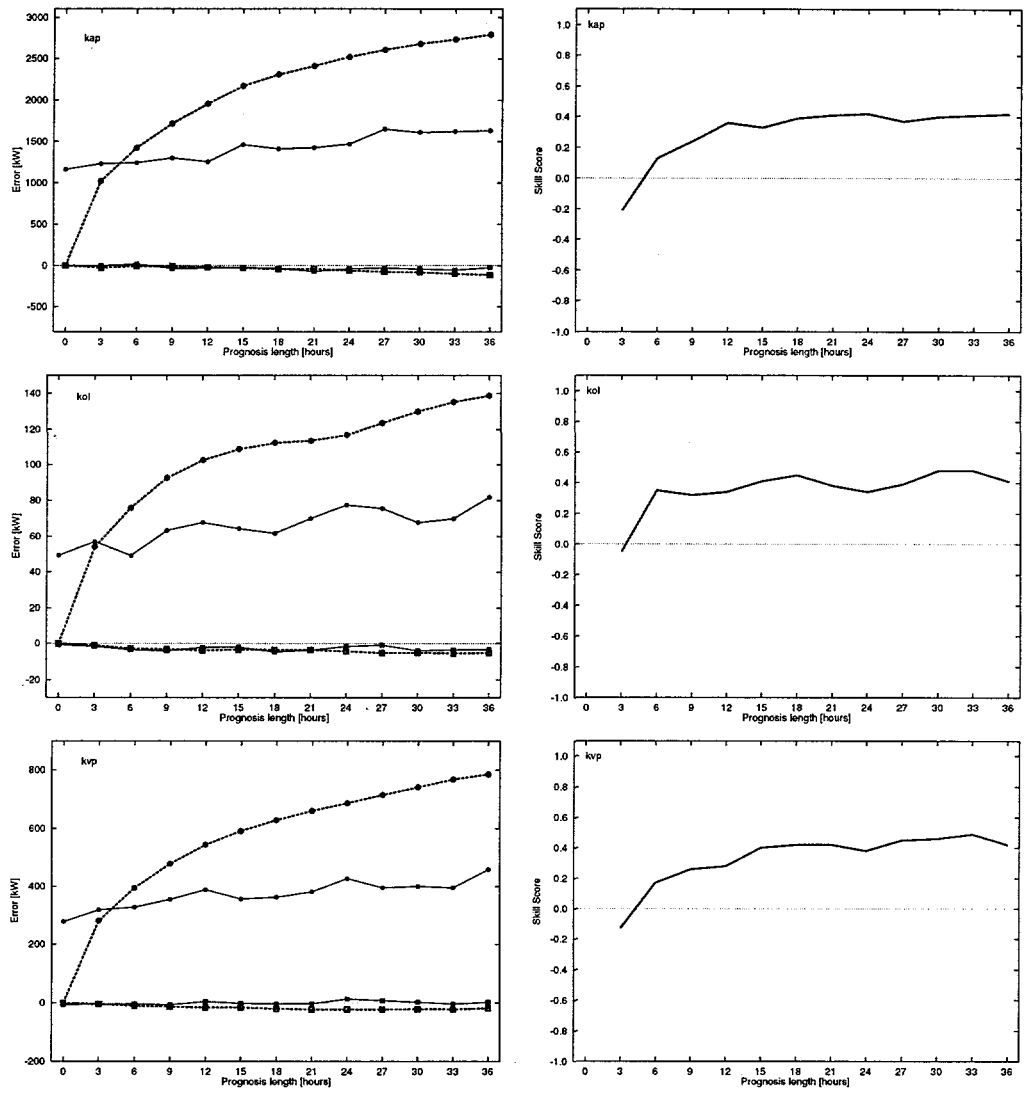 kap
Error [kW]
3000
2500
2000
1500
1000
500
0
-500
0 3 6 9 12 15 18 21 24 27 30 33 36
Prognosis length [hours]
kap
Skill Score
1.0
0.8
0.6
0.4
0.2
0.0
-0.2
-0.4
-0.6
-0.8
-1.0
0 3 6 9 12 15 18 21 24 27 30 33 36
Prognosis length [hours]
kol
Error [kW]
140
120
100
80
60
40
20
0
-20
0 3 6 9 12 15 18 21 24 27 30 33 36
Prognosis length [hours]
kol
Skill Score
1.0
0.8
0.6
0.4
0.2
0.0
-0.2
-0.4
-0.6
-0.8
-1.0
0 3 6 9 12 15 18 21 24 27 30 33 36
Prognosis length [hours]
kvp
Error [kW]
800
600
400
200
0
-200
0 3 6 9 12 15 18 21 24 27 30 33 36
Prognosis length [hours]
kvp
Skill Score
1.0
0.8
0.6
0.4
0.2
0.0
-0.2
-0.4
-0.6
-0.8
-1.0
0 3 6 9 12 15 18 21 24 27 30 33 36
Prognosis length [hours]